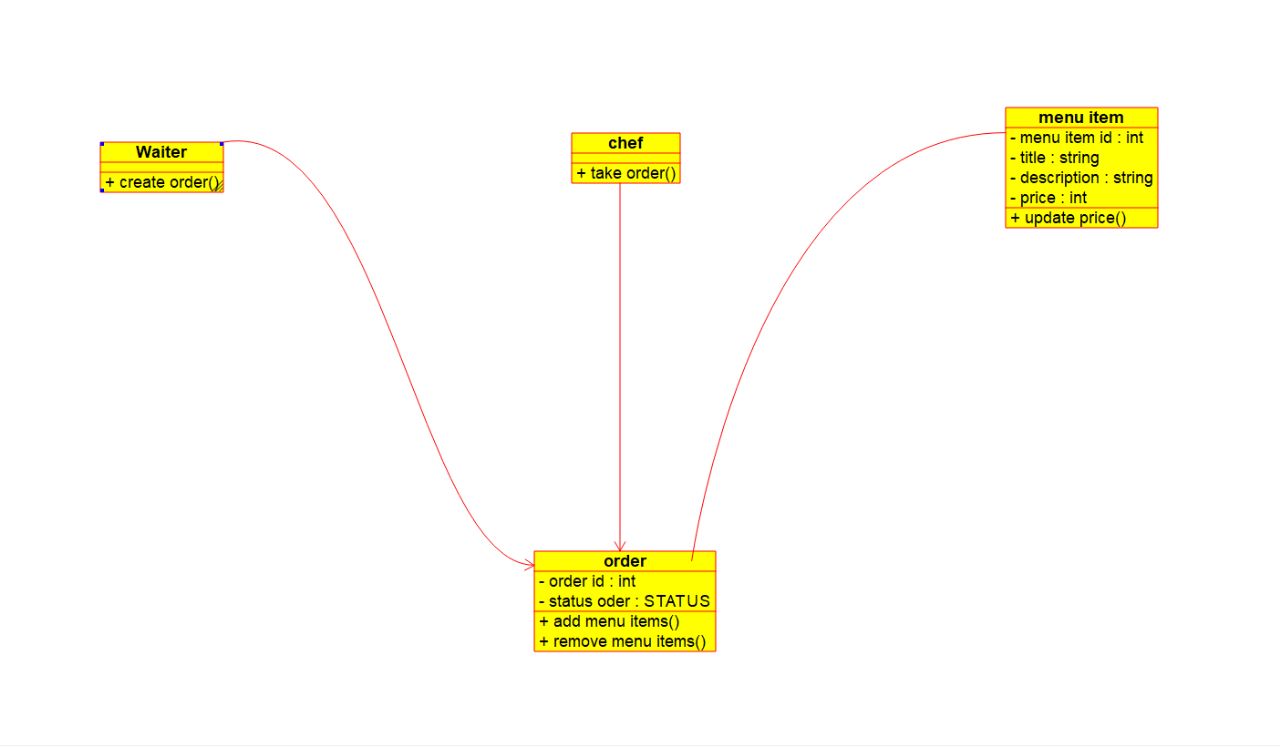 Waiter
+ create order()
chef
+ take order()
menu item
- menu item id : int
- title : string
- description : string
- price : int
+ update price()
order
- order id : int
- status oder : STATUS
+ add menu items()
+ remove menu items()